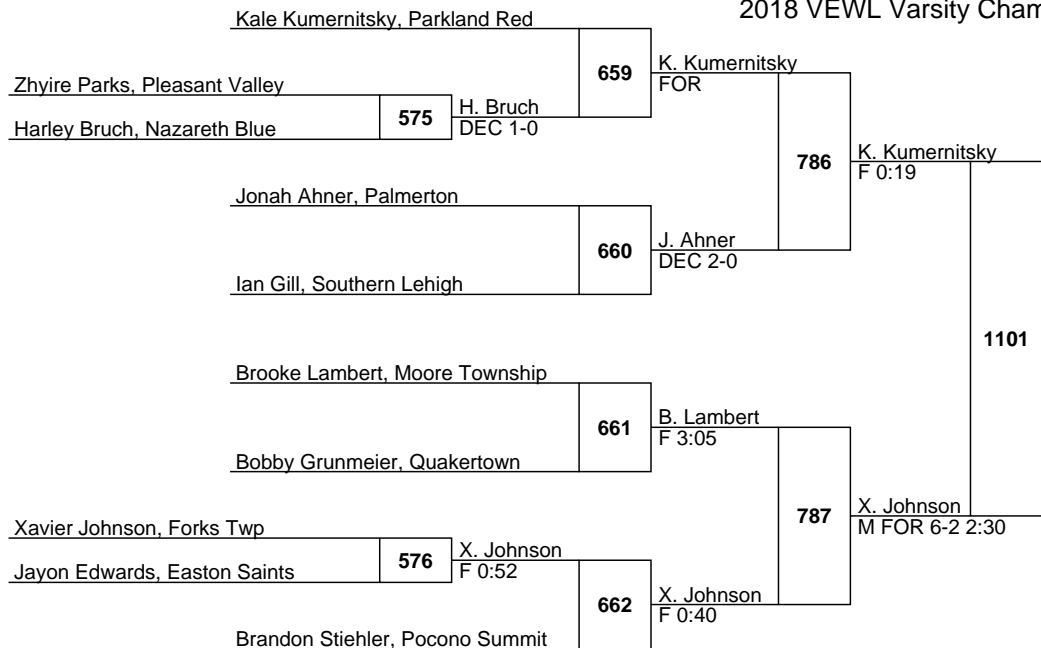 2018 VEWL Varsity Cham
Kale Kumernitsky, Parkland Red
659
K. Kumernitsky
FOR
Zhyire Parks, Pleasant Valley
575
H. Bruch
DEC 1-0
Harley Bruch, Nazareth Blue
786
K. Kumernitsky
F 0:19
Jonah Ahner, Palmerton
660
J. Ahner
DEC 2-0
Ian Gill, Southern Lehigh
1101
Brooke Lambert, Moore Township
661
B. Lambert
F 3:05
Bobby Grunmeier, Quakertown
787
X. Johnson
M FOR 6-2 2:30
Xavier Johnson, Forks Twp
576
X. Johnson
F 0:52
Jayon Edwards, Easton Saints
662
X. Johnson
F 0:40
Brandon Stiehler, Pocono Summit